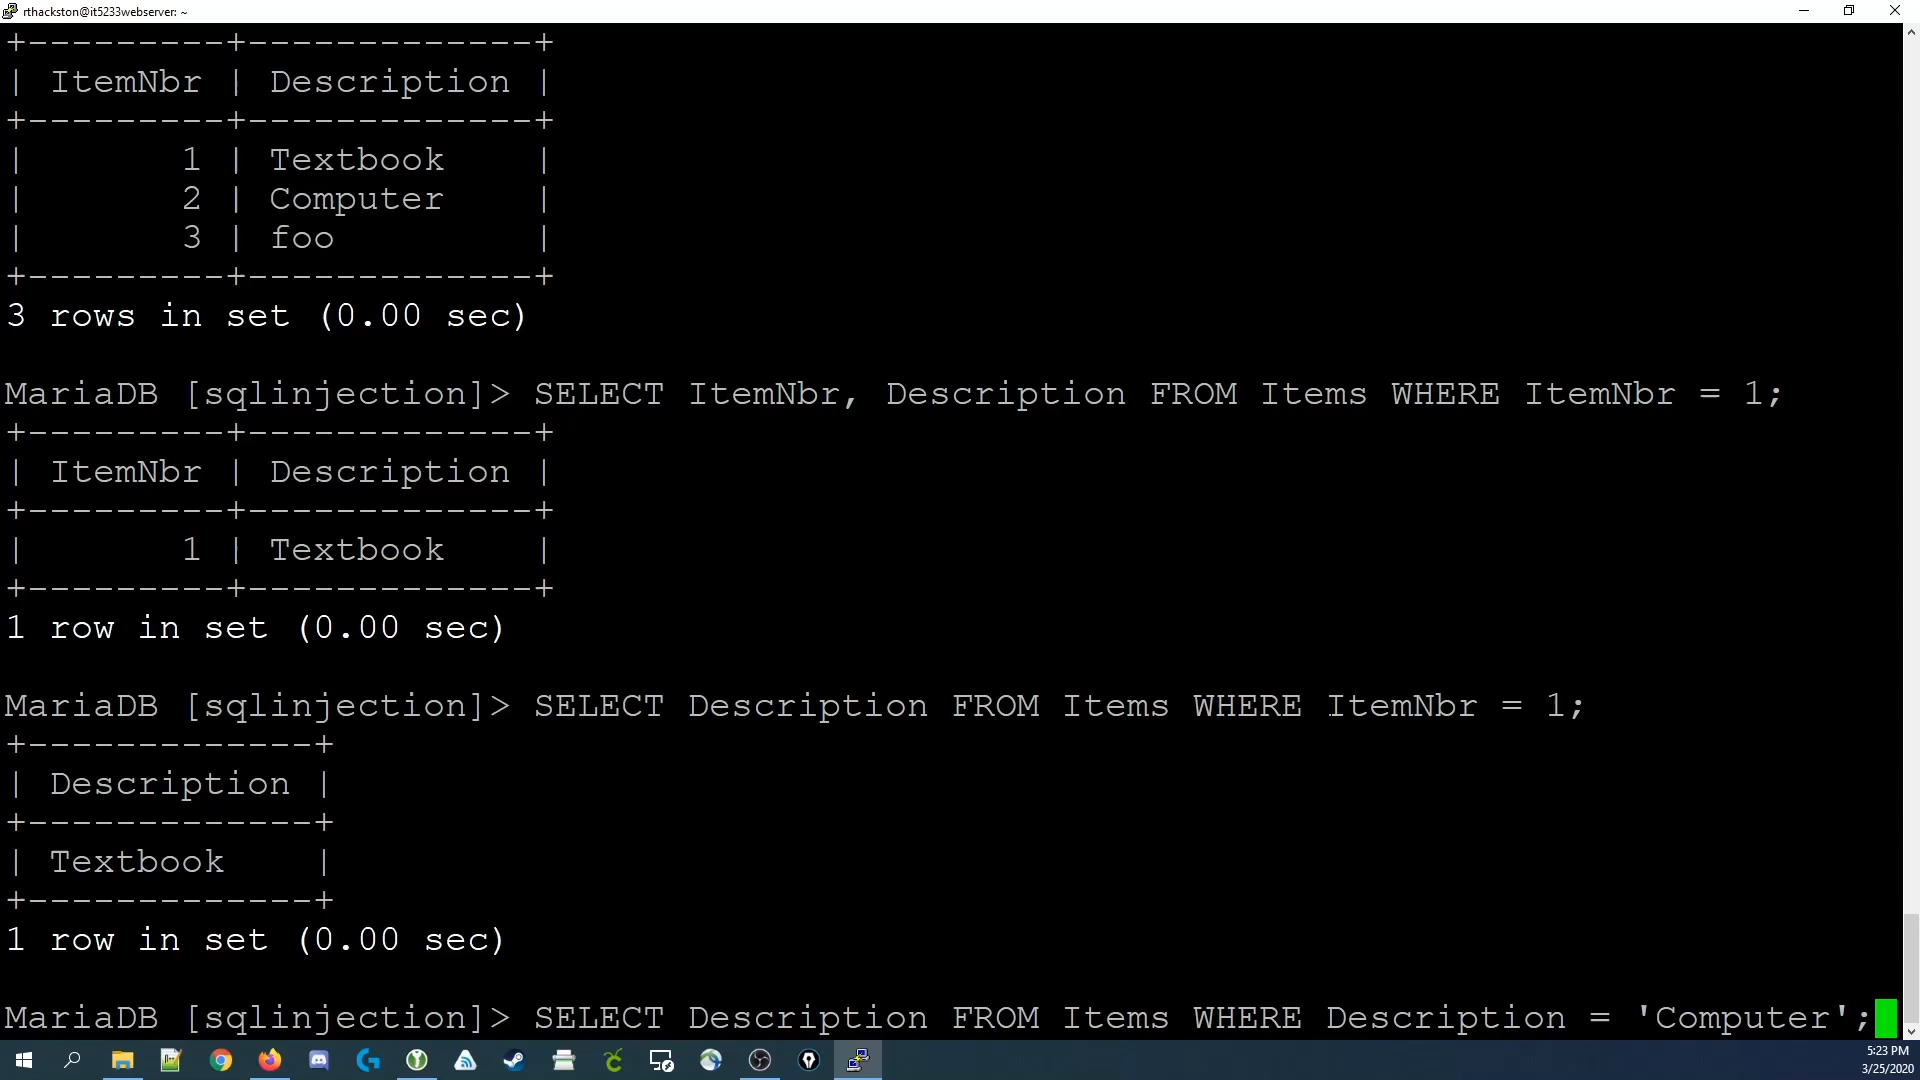 rthackston@it5233webserver: ~
+---------+-------------+
| ItemNbr | Description |
+---------+-------------+
|       1 | Textbook    |
|       2 | Computer    |
|       3 | foo         |
+---------+-------------+
3 rows in set (0.00 sec)
MariaDB [sqlinjection]> SELECT ItemNbr, Description FROM Items WHERE ItemNbr = 1;
+---------+-------------+
| ItemNbr | Description |
+---------+-------------+
|       1 | Textbook    |
+---------+-------------+
1 row in set (0.00 sec)
MariaDB [sqlinjection]> SELECT Description FROM Items WHERE ItemNbr = 1;
+-------------+
| Description |
+-------------+
| Textbook    |
+-------------+
1 row in set (0.00 sec)
MariaDB [sqlinjection]> SELECT Description FROM Items WHERE Description = 'Computer';
5:23 PM
3/25/2020